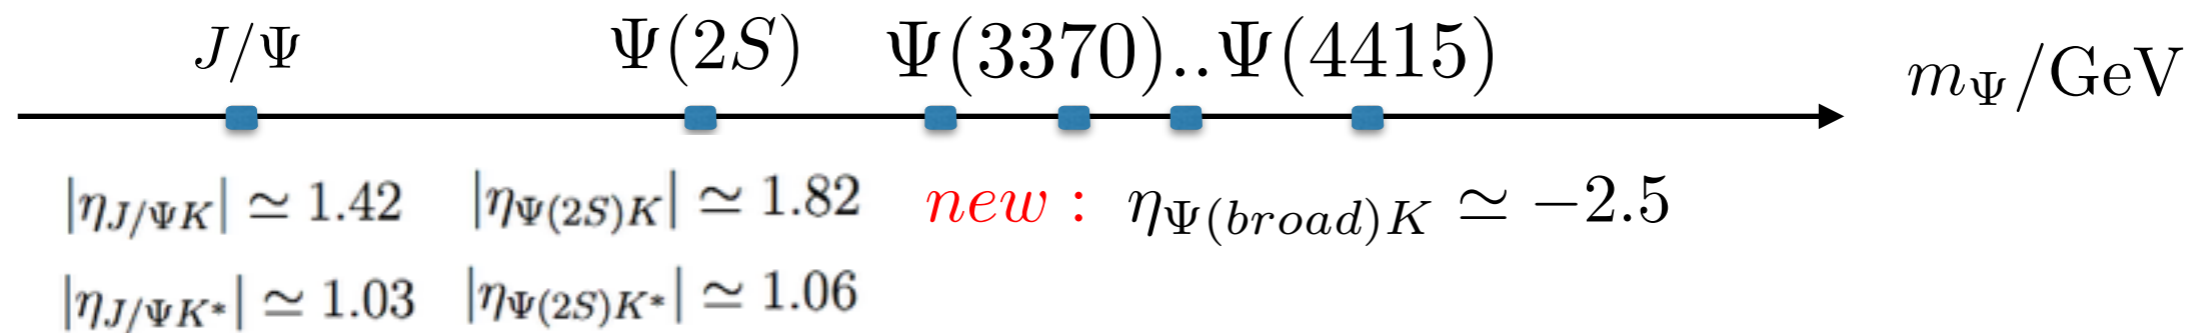 J/Ψ Ψ(2S) Ψ(3370)..Ψ(4415) m_Ψ/GeV
|η_{J/ΨK}| ≃ 1.42 |η_{Ψ(2S)K}| ≃ 1.82 new : η_{Ψ(broad)K} ≃ −2.5
|η_{J/ΨK*}| ≃ 1.03 |η_{Ψ(2S)K*}| ≃ 1.06